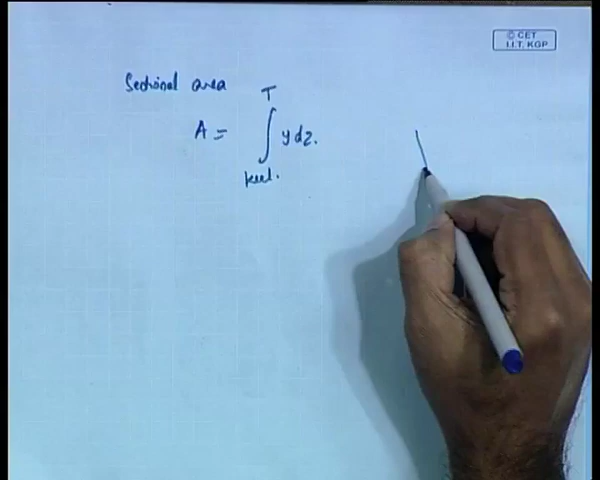 © CET
I.I.T. KGP
Sectional area
T
A = ∫ y dz.
keel.